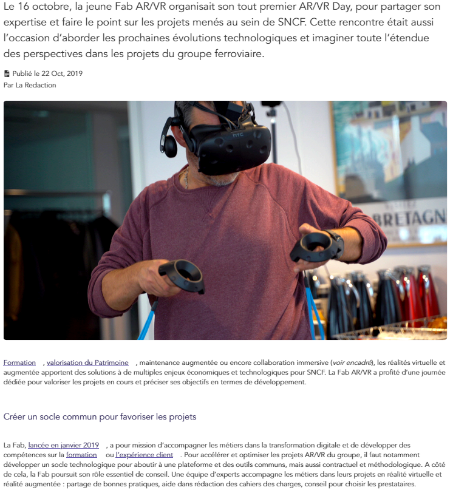 Le 16 octobre, la jeune Fab AR/VR organisait son tout premier AR/VR Day, pour partager son
expertise et faire le point sur les projets menés au sein de SNCF. Cette rencontre était aussi
l'occasion d'aborder les prochaines évolutions technologiques et imaginer toute l'étendue
des perspectives dans les projets du groupe ferroviaire.
Publié le 22 Oct, 2019
Par La Redaction
BRETAGN
Formation , valorisation du Patrimoine , maintenance augmentée ou encore collaboration immersive (voir encadré), les réalités virtuelle et
augmentée apportent des solutions à de multiples enjeux économiques et technologiques pour SNCF. La Fab AR/VR a profité d'une journée
dédiée pour valoriser les projets en cours et préciser ses objectifs en termes de développement.
Créer un socle commun pour favoriser les projets
La Fab, lancée en janvier 2019 , a pour mission d'accompagner les métiers dans la transformation digitale et de développer des
compétences sur la formation ou l'expérience client . Pour accélérer et optimiser les projets AR/VR du groupe, il faut notamment
développer un socle technologique pour aboutir à une plateforme et des outils communs, mais aussi contractuel et méthodologique. A côté
de cela, la Fab poursuit son rôle essentiel de conseil. Une équipe d'experts accompagne les métiers dans leurs projets en réalité virtuelle et
réalité augmentée : partage de bonnes pratiques, aide dans rédaction des cahiers des charges, conseil pour choisir les prestataires.